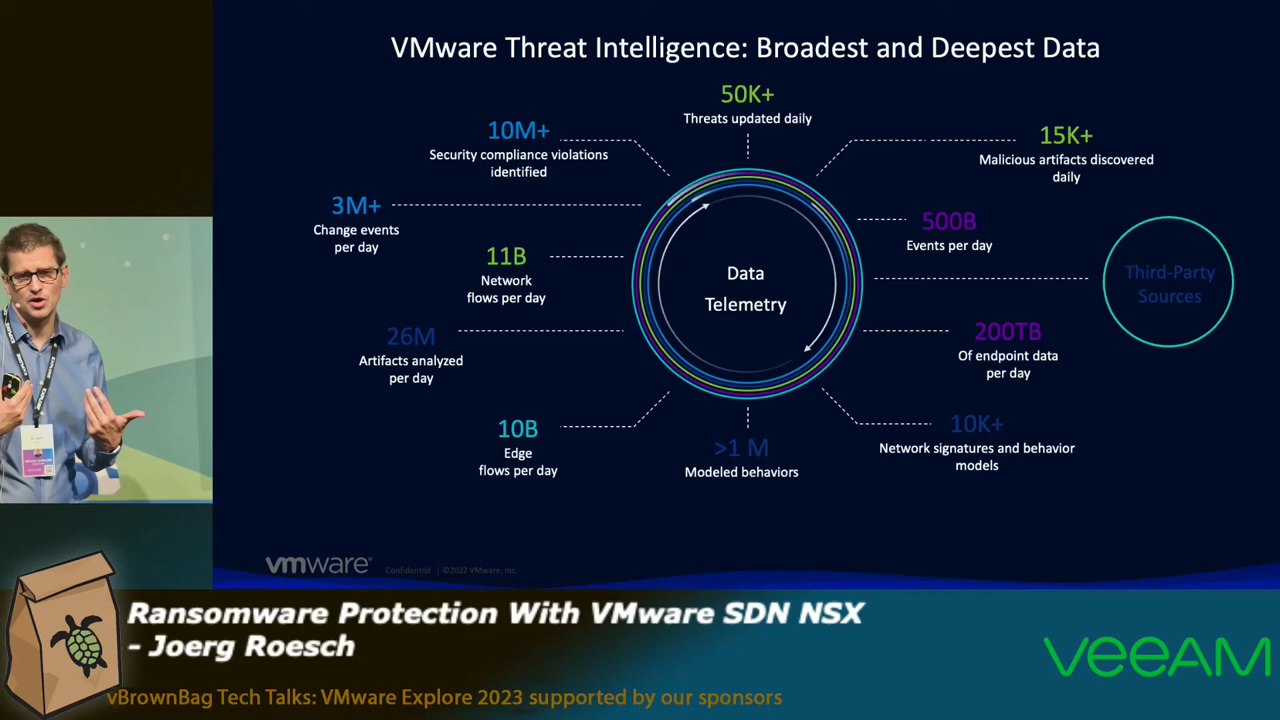 VMware Threat Intelligence: Broadest and Deepest Data
50K+
Threats updated daily
10M+
Security compliance violations
identified
15K+
Malicious artifacts discovered
daily
3M+
Change events
per day
500B
Events per day
11B
Network
flows per day
Data
Telemetry
Third-Party
Sources
26M
Artifacts analyzed
per day
200TB
Of endpoint data
per day
10B
Edge
flows per day
>1 M
Modeled behaviors
10K+
Network signatures and behavior
models
vmware®
Confidential | ©2022 VMware, Inc.
Ransomware Protection With VMware SDN NSX
- Joerg Roesch
veeam
vBrownBag Tech Talks: VMware Explore 2023 supported by our sponsors